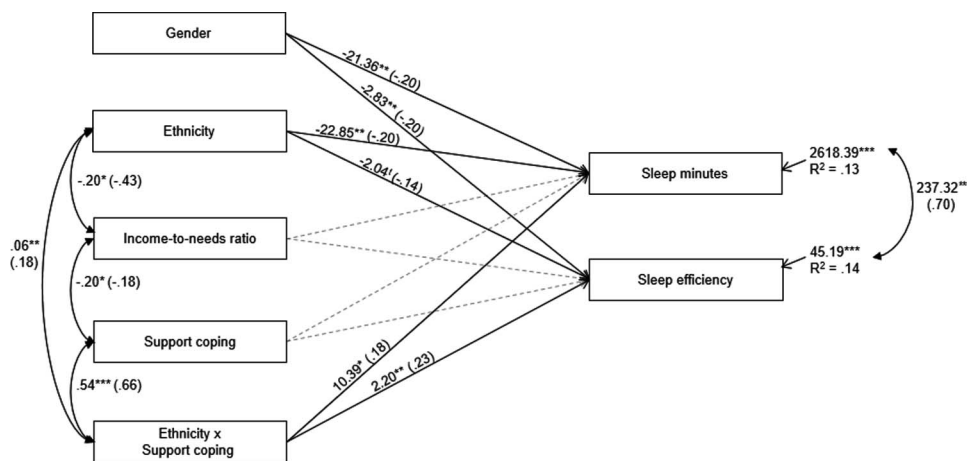 Gender
-21.36** (-.20)
-2.83** (-.20)
Ethnicity
-22.85** (-.20)
-2.04ᵗ(-.14)
2618.39***
R² = .13
Sleep minutes
-.20* (-.43)
237.32**
(.70)
Income-to-needs ratio
.06**
(.18)
45.19***
R² = .14
Sleep efficiency
-.20* (-.18)
Support coping
10.39* (.18)
2.20** (.23)
.54*** (.66)
Ethnicity x
Support coping